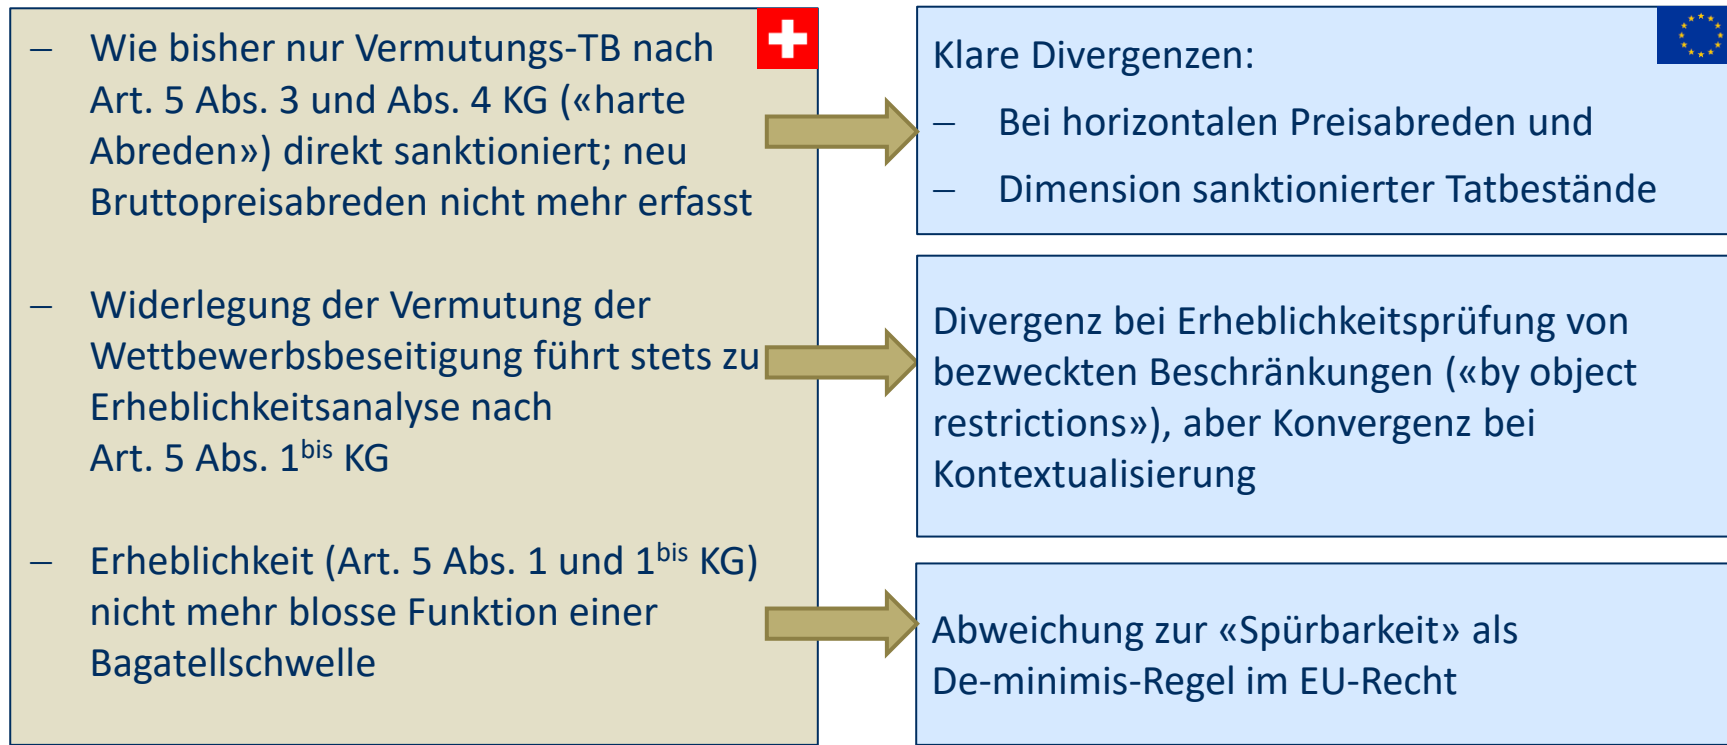 – Wie bisher nur Vermutungs-TB nach
Art. 5 Abs. 3 und Abs. 4 KG («harte
Abreden») direkt sanktioniert; neu
Bruttopreisabreden nicht mehr erfasst
– Widerlegung der Vermutung der
Wettbewerbsbeseitigung führt stets zu
Erheblichkeitsanalyse nach
Art. 5 Abs. 1bis KG
– Erheblichkeit (Art. 5 Abs. 1 und 1bis KG)
nicht mehr blosse Funktion einer
Bagatellschwelle
Klare Divergenzen:
– Bei horizontalen Preisabreden und
– Dimension sanktionierter Tatbestände
Divergenz bei Erheblichkeitsprüfung von
bezweckten Beschränkungen («by object
restrictions»), aber Konvergenz bei
Kontextualisierung
Abweichung zur «Spürbarkeit» als
De-minimis-Regel im EU-Recht